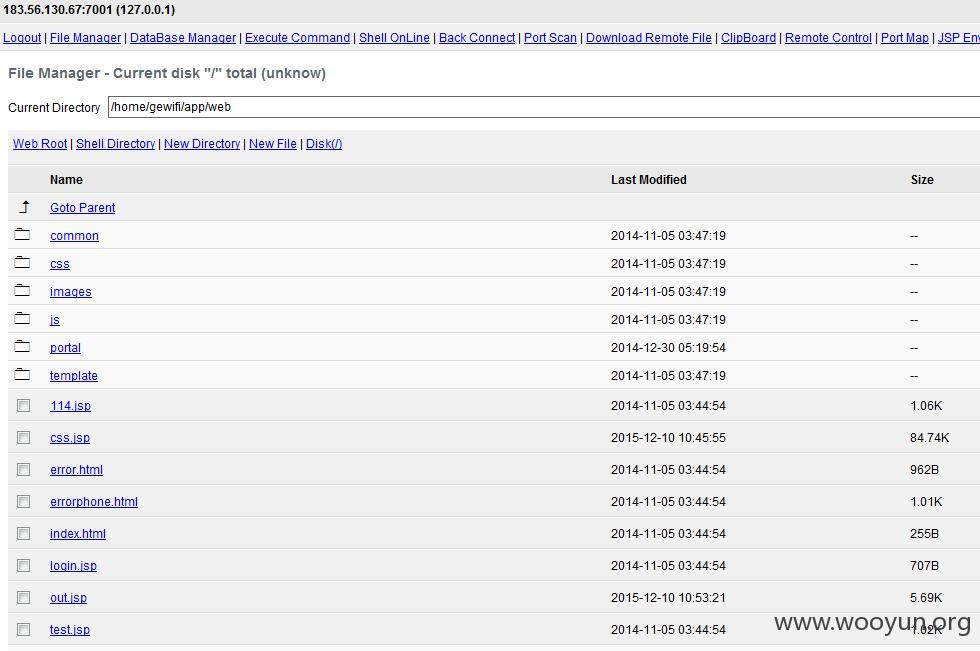 183.56.130.67:7001 (127.0.0.1)
Logout | File Manager | DataBase Manager | Execute Command | Shell OnLine | Back Connect | Port Scan | Download Remote File | ClipBoard | Remote Control | Port Map | JSP Env
File Manager - Current disk "/" total (unknow)
Current Directory /home/gewifi/app/web
Web Root | Shell Directory | New Directory | New File | Disk(/)
Name Last Modified Size
Goto Parent
common 2014-11-05 03:47:19 --
css 2014-11-05 03:47:19 --
images 2014-11-05 03:47:19 --
js 2014-11-05 03:47:19 --
portal 2014-12-30 05:19:54 --
template 2014-11-05 03:47:19 --
114.jsp 2014-11-05 03:44:54 1.06K
css.jsp 2015-12-10 10:45:55 84.74K
error.html 2014-11-05 03:44:54 962B
errorphone.html 2014-11-05 03:44:54 1.01K
index.html 2014-11-05 03:44:54 255B
login.jsp 2014-11-05 03:44:54 707B
out.jsp 2015-12-10 10:53:21 5.69K
test.jsp 2014-11-05 03:44:54 1.02K
www.wooyun.org